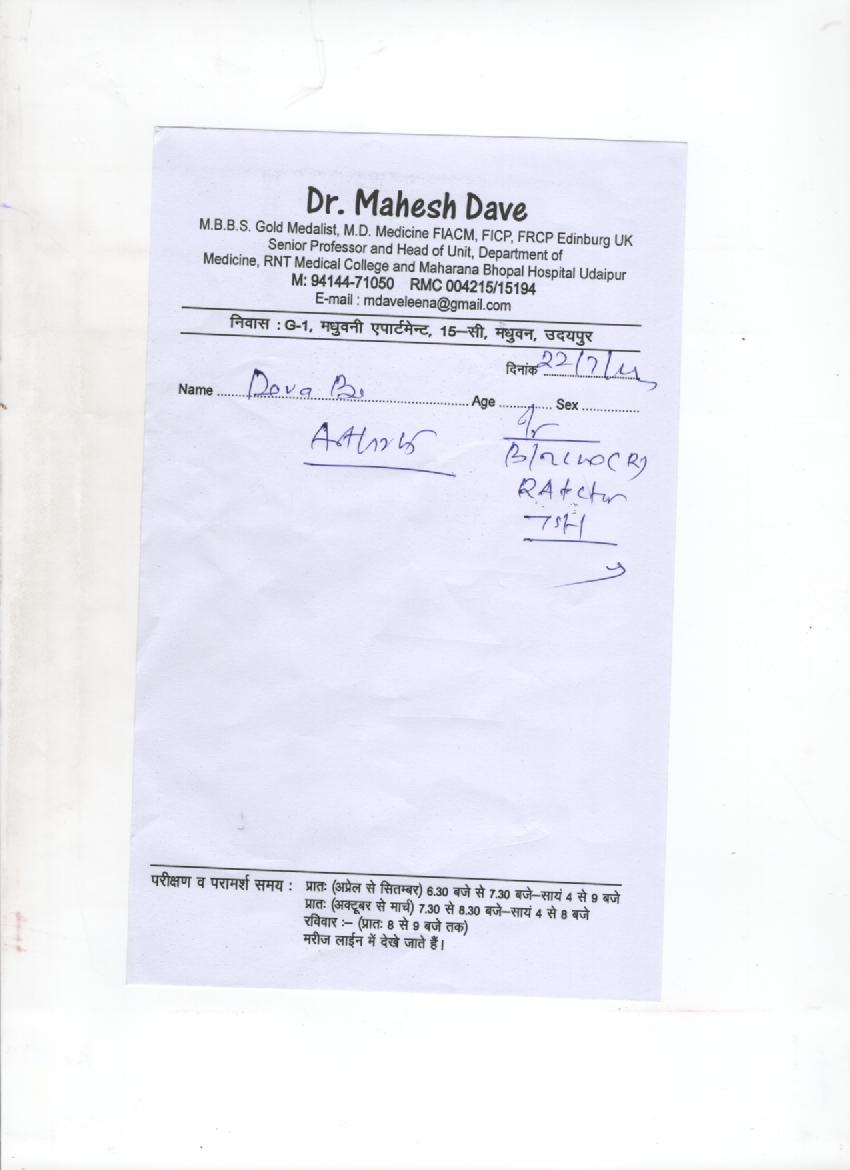 Dr. Mahesh Dave
M.B.B.S. Gold Medalist, M.D. Medicine FIACM, FICP, FRCP Edinburg UK
Senior Professor and Head of Unit, Department of
Medicine, RNT Medical College and Maharana Bhopal Hospital Udaipur
M: 94144-71050 RMC 004215/15194
E-mail : mdaveleena@gmail.com
निवास : G-1, मधुवनी एपार्टमेन्ट, 15–सी, मधुवन, उदयपुर
दिनांक 22/7/
Name Age Sex
TSH
परीक्षण व परामर्श समय : प्रातः (अप्रेल से सितम्बर) 6.30 बजे से 7.30 बजे–सायं 4 से 9 बजे
प्रातः (अक्टूबर से मार्च) 7.30 से 8.30 बजे–सायं 4 से 8 बजे
रविवार :– (प्रातः 8 से 9 बजे तक)
मरीज लाईन में देखे जाते हैं।